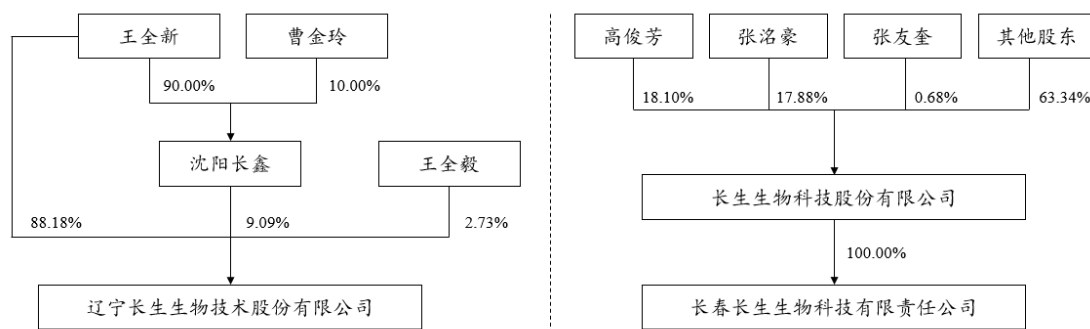 王全新
曹金玲
90.00%
10.00%
沈阳长鑫
王全毅
88.18%
9.09%
2.73%
辽宁长生生物技术股份有限公司
高俊芳
张洺豪
张友奎
其他股东
18.10%
17.88%
0.68%
63.34%
长生生物科技股份有限公司
100.00%
长春长生生物科技有限责任公司